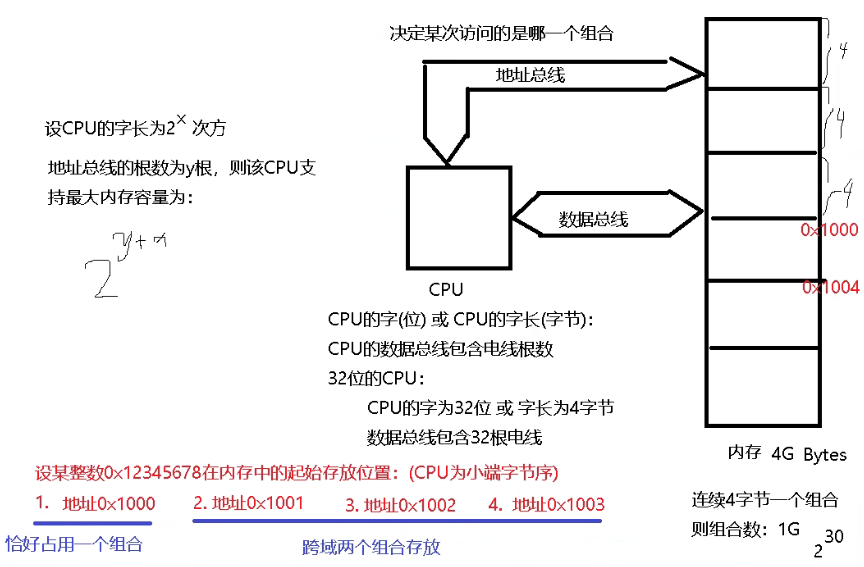 决定某次访问的是哪一个组合
地址总线
4
4
4
设CPU的字长为2^x 次方
地址总线的根数为y根，则该CPU支
持最大内存容量为：
2^y+x
数据总线
0x1000
0x1004
CPU
CPU的字(位) 或 CPU的字长(字节)：
CPU的数据总线包含电线根数
32位的CPU：
CPU的字为32位 或 字长为4字节
数据总线包含32根电线
内存 4G Bytes
设某整数0x12345678在内存中的起始存放位置：(CPU为小端字节序)
1. 地址0x1000 2. 地址0x1001 3. 地址0x1002 4. 地址0x1003
恰好占用一个组合 跨域两个组合存放
连续4字节一个组合
则组合数：1G 2^30